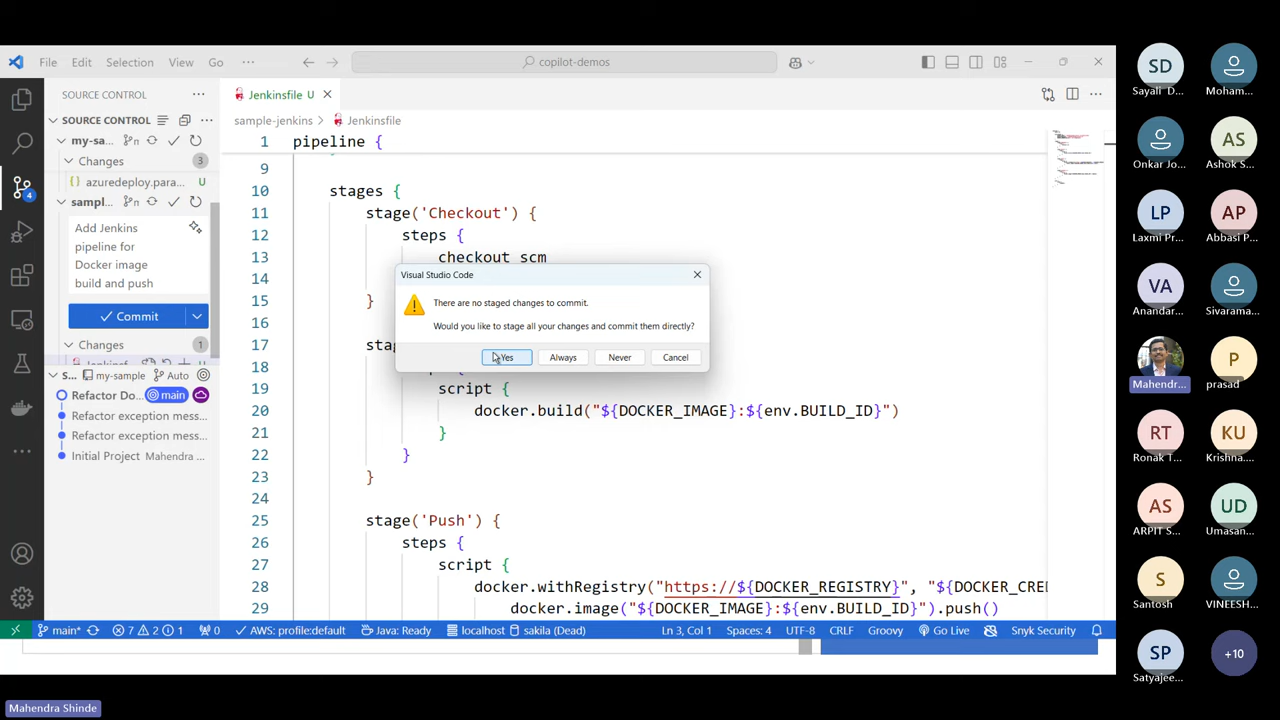 File Edit Selection View Go ··· copilot-demos
SOURCE CONTROL ···
Jenkinsfile U
SOURCE CONTROL ···
sample-jenkins > Jenkinsfile
my-sa...
Changes 3
azuredeploy.para... U
sampl...
Add Jenkins
pipeline for
Docker image
build and push
Commit
Changes 1
S... my-sample Auto
Refactor Do... main
Refactor exception mess...
Refactor exception mess...
Initial Project Mahendra ...
4
1 pipeline {
9
10 stages {
11 stage('Checkout') {
12 steps {
13 checkout scm
14
15 }
16
17 sta
18
19 script {
20 docker.build("${DOCKER_IMAGE}:${env.BUILD_ID}")
21 }
22 }
23 }
24
25 stage('Push') {
26 steps {
27 script {
28 docker.withRegistry("https://${DOCKER_REGISTRY}", "${DOCKER_CRED
29 docker.image("${DOCKER_IMAGE}:${env.BUILD_ID}").push()
Visual Studio Code
There are no staged changes to commit.
Would you like to stage all your changes and commit them directly?
Yes Always Never Cancel
main* 7 2 1 0 AWS: profile:default Java: Ready localhost sakila (Dead) Ln 3, Col 1 Spaces: 4 UTF-8 CRLF Groovy Go Live Snyk Security
SD
Sayali D...
Moham...
Onkar Jo...
AS
Ashok S...
LP
Laxmi Pr...
AP
Abbasi P...
VA
Anandar...
Sivarama...
Mahendr...
P
prasad
RT
Ronak T...
KU
Krishna...
AS
ARPIT S...
UD
Umasan...
S
Santosh
VINEESH...
SP
Satyajee...
+10
Mahendra Shinde